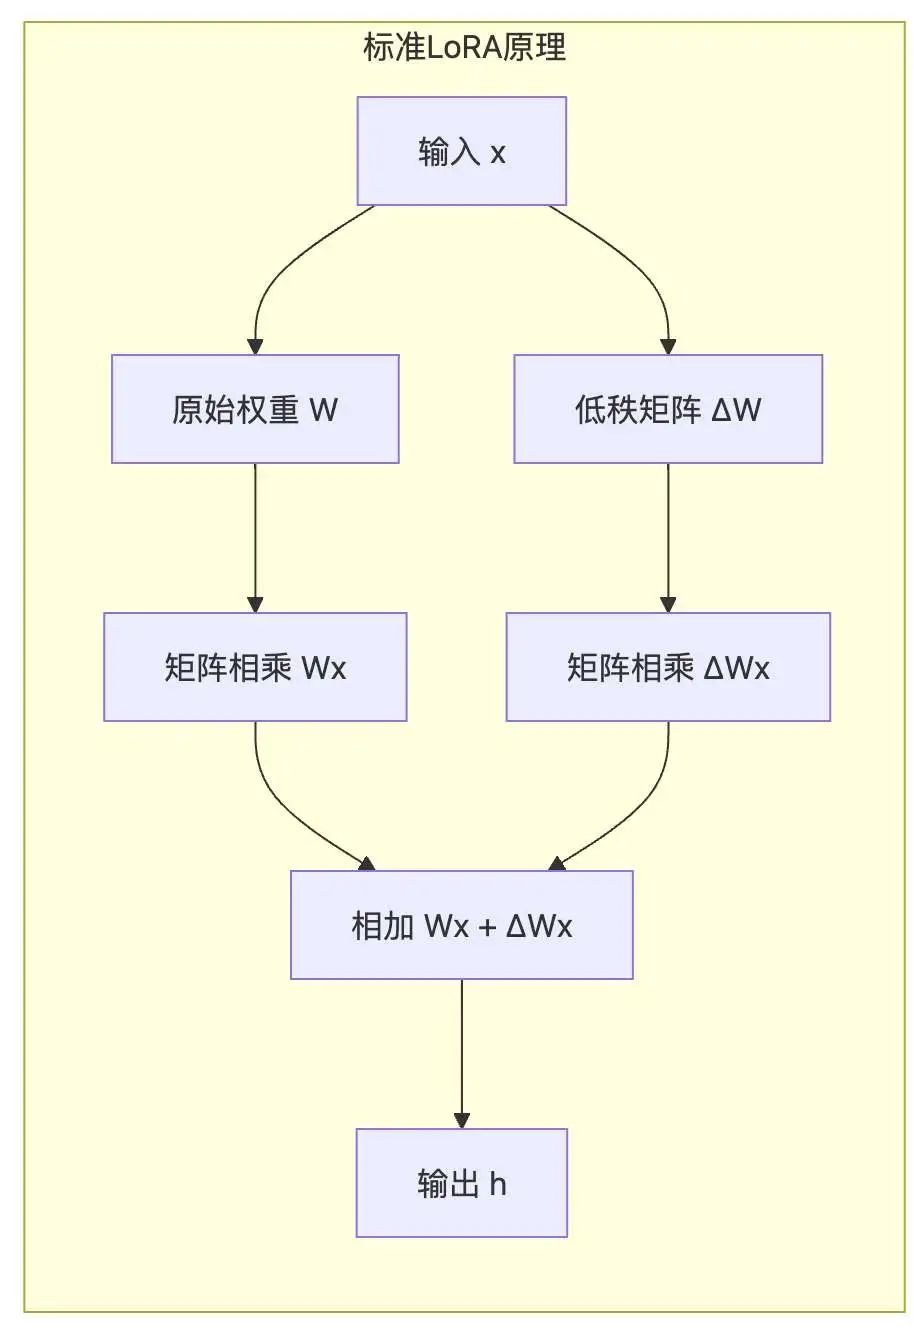 标准LoRA原理
输入 x
原始权重 W
低秩矩阵 ΔW
矩阵相乘 Wx
矩阵相乘 ΔWx
相加 Wx + ΔWx
输出 h